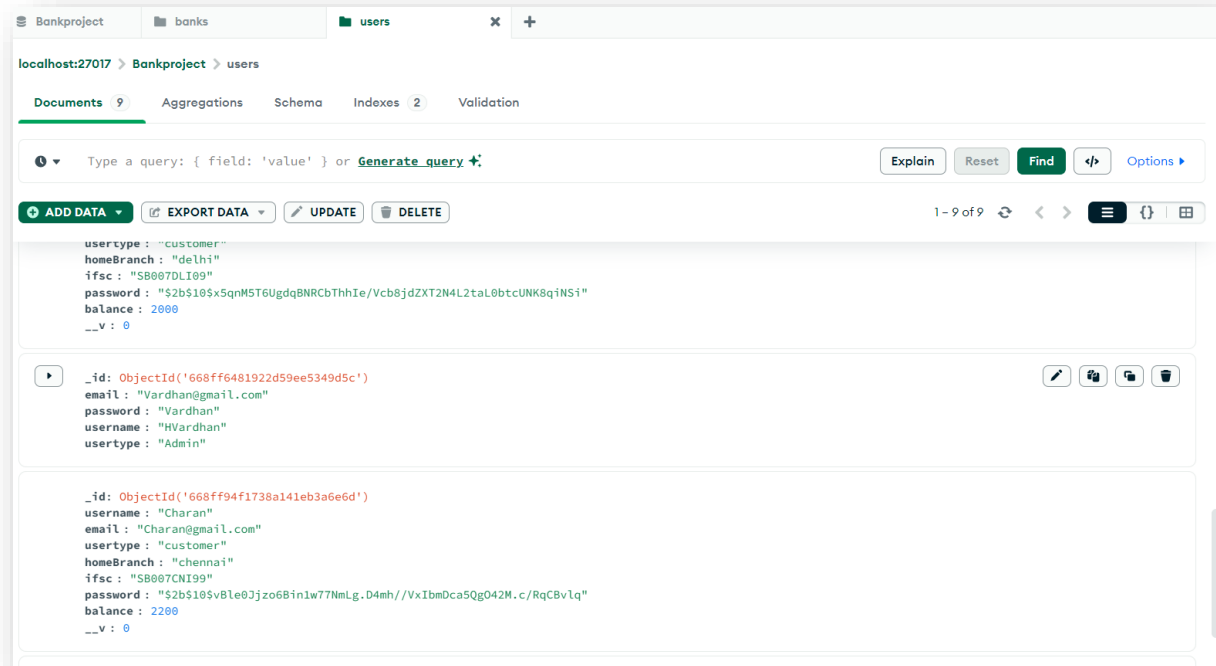 Bankproject banks users
localhost:27017 > Bankproject > users
Documents 9 Aggregations Schema Indexes 2 Validation
Type a query: { field: 'value' } or Generate query Explain Reset Find </> Options
ADD DATA EXPORT DATA UPDATE DELETE 1 – 9 of 9 {}
usertype : "customer"
homeBranch : "delhi"
ifsc : "SB007DLI09"
password : "$2b$10$x5qnM5T6UgdqBNRCbThhIe/Vcb8jdZXT2N4L2taL0btcUNK8qiNSi"
balance : 2000
__v : 0
_id: ObjectId('668ff6481922d59ee5349d5c')
email : "Vardhan@gmail.com"
password : "Vardhan"
username : "HVardhan"
usertype : "Admin"
_id: ObjectId('668ff94f1738a141eb3a6e6d')
username : "Charan"
email : "Charan@gmail.com"
usertype : "customer"
homeBranch : "chennai"
ifsc : "SB007CNI99"
password : "$2b$10$vBle0Jjzo6Bin1w77NmLg.D4mh//VxIbmDca5QgO42M.c/RqCBvlq"
balance : 2200
__v : 0